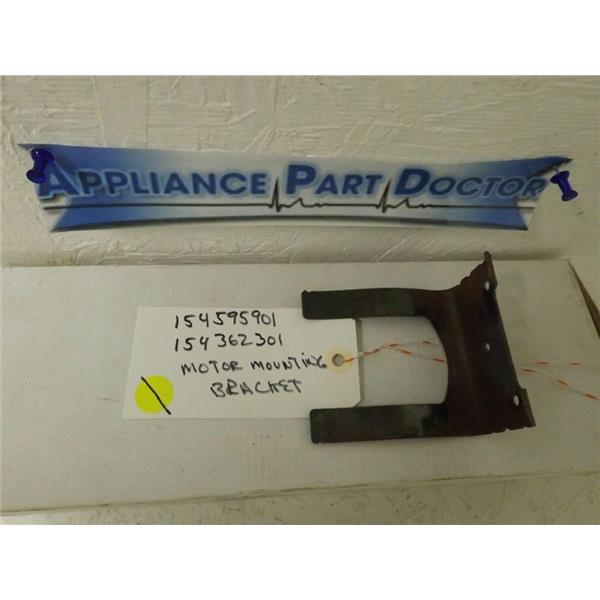 APPLIANCE PART DOCTOR
154595901
154362301
MOTOR MOUNTING
BRACKET